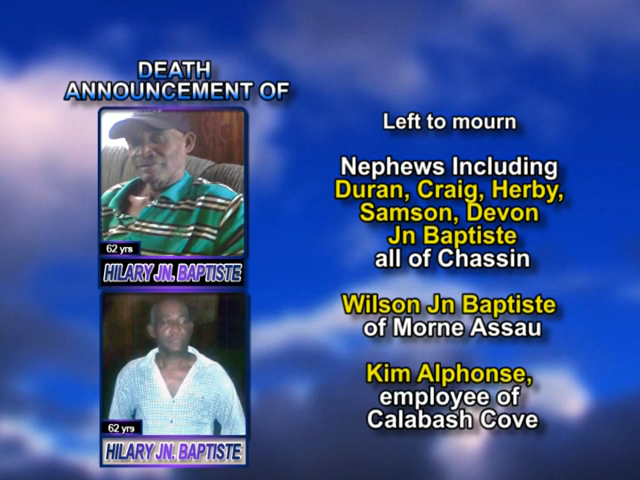 DEATH
ANNOUNCEMENT OF
62 yrs
HILARY JN. BAPTISTE
62 yrs
HILARY JN. BAPTISTE
Left to mourn
Nephews Including
Duran, Craig, Herby,
Samson, Devon
Jn Baptiste
all of Chassin
Wilson Jn Baptiste
of Morne Assau
Kim Alphonse,
employee of
Calabash Cove